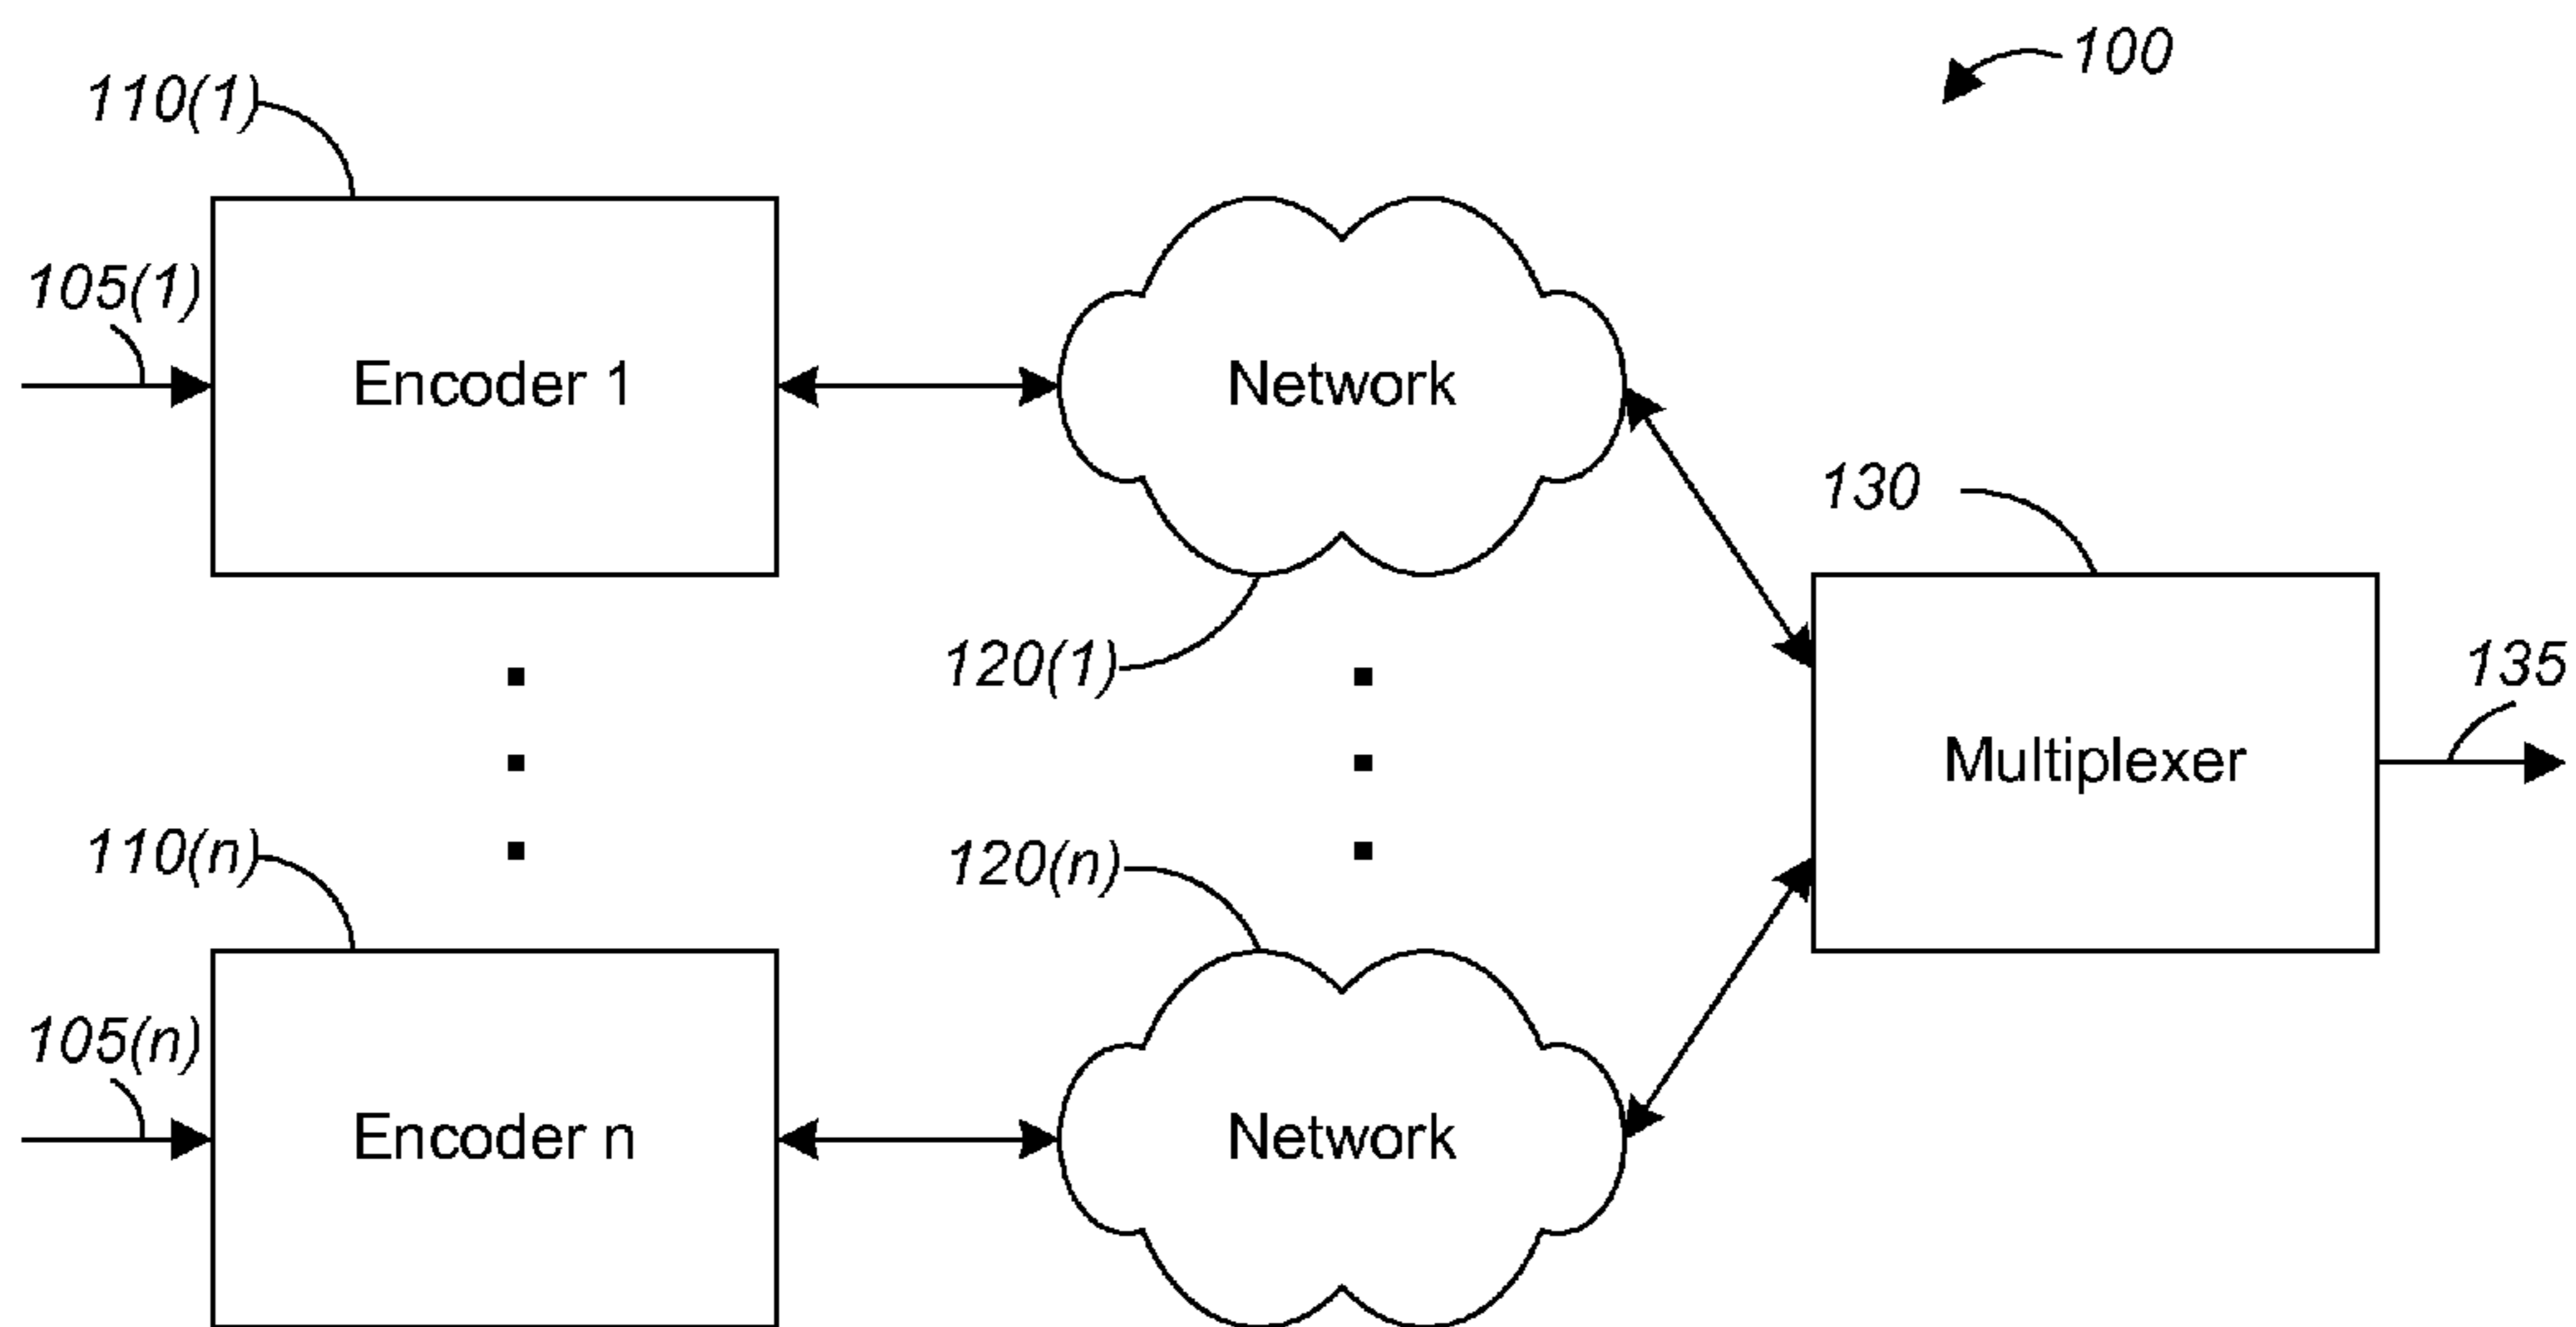 100
110(1)
105(1)
Encoder 1
Network
130
120(1)
135
Multiplexer
110(n)
120(n)
105(n)
Encoder n
Network